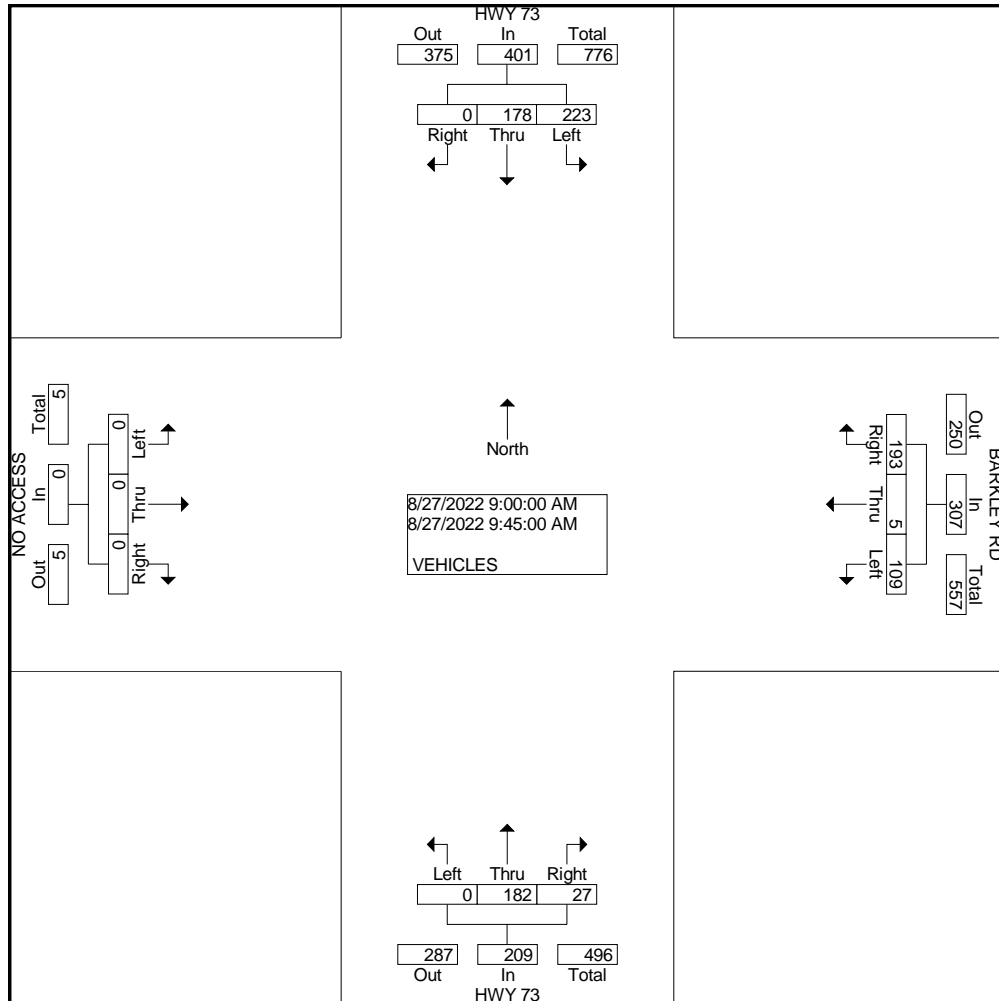 HWY 73
Out In Total
375 401 776
0 178 223
Right Thru Left
North
8/27/2022 9:00:00 AM
8/27/2022 9:45:00 AM
VEHICLES
NO ACCESS
Out In Total
5 0 5
Right Thru Left
0 0 0
BARKLEY RD
Out In Total
250 307 557
Right Thru Left
193 5 109
Left Thru Right
0 182 27
287 209 496
Out In Total
HWY 73